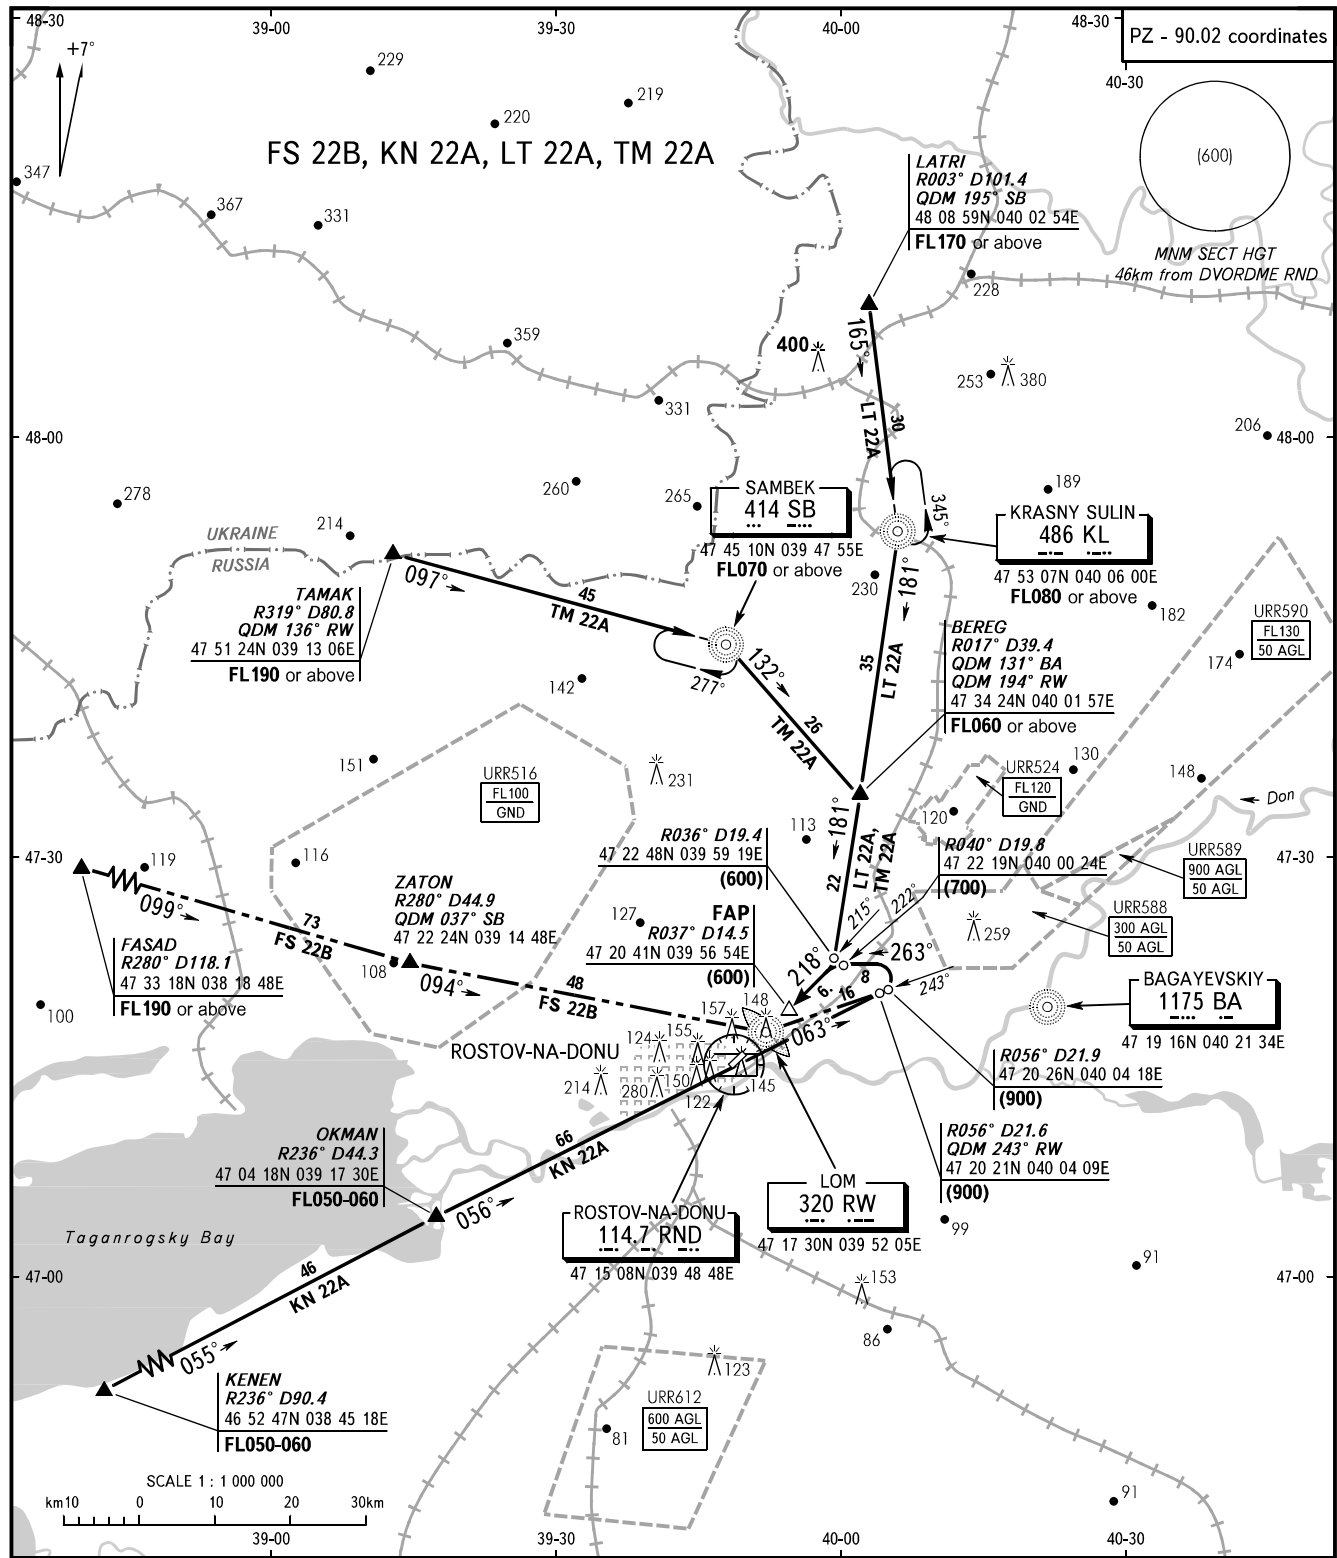 48-30
39-00
39-30
40-00
48-30
PZ - 90.02 coordinates
+7°
40-30
229
219
220
FS 22B, KN 22A, LT 22A, TM 22A
(600)
347
367
331
LATRI
R003° D101.4
QDM 195° SB
48 08 59N 040 02 54E
FL170 or above
MNM SECT HGT
46km from DVORDME RND
228
359
400
165°
253
380
331
30
LT 22A
206
48-00
48-00
278
260
265
SAMBEK
414 SB
47 45 10N 039 47 55E
FL070 or above
345°
189
KRASNY SULIN
486 KL
47 53 07N 040 06 00E
FL080 or above
UKRAINE
RUSSIA
214
097°
45
TM 22A
230
181°
182
TAMAK
R319° D80.8
QDM 136° RW
47 51 24N 039 13 06E
FL190 or above
URR590
FL130
50 AGL
174
BEREG
R017° D39.4
QDM 131° BA
QDM 194° RW
47 34 24N 040 01 57E
FL060 or above
35
LT 22A
132°
277°
142
26
TM 22A
151
URR516
FL100
GND
231
URR524
FL120
GND
130
148
Don
120
113
181°
22
LT 22A,
TM 22A
R036° D19.4
47 22 48N 039 59 19E
(600)
R040° D19.8
47 22 19N 040 00 24E
(700)
47-30
47-30
119
116
URR589
900 AGL
50 AGL
099°
73
FS 22B
ZATON
R280° D44.9
QDM 037° SB
47 22 24N 039 14 48E
127
FAP
R037° D14.5
47 20 41N 039 56 54E
(600)
215°
222°
URR588
300 AGL
50 AGL
259
FASAD
R280° D118.1
47 33 18N 038 18 48E
FL190 or above
108
094°
48
FS 22B
218°
263°
243°
6.
8
16
BAGAYEVSKIY
1175 BA
47 19 16N 040 21 34E
100
157
148
063°
ROSTOV-NA-DONU
124
155
214
280
150
122
145
R056° D21.9
47 20 26N 040 04 18E
(900)
R056° D21.6
QDM 243° RW
47 20 21N 040 04 09E
(900)
OKMAN
R236° D44.3
47 04 18N 039 17 30E
FL050-060
66
KN 22A
056°
LOM
320 RW
47 17 30N 039 52 05E
ROSTOV-NA-DONU
114.7 RND
47 15 08N 039 48 48E
99
Taganrogsky Bay
46
KN 22A
47-00
47-00
91
153
86
055°
KENEN
R236° D90.4
46 52 47N 038 45 18E
FL050-060
123
URR612
600 AGL
50 AGL
81
SCALE 1 : 1 000 000
km10
0
10
20
30km
91
39-00
39-30
40-00
40-30